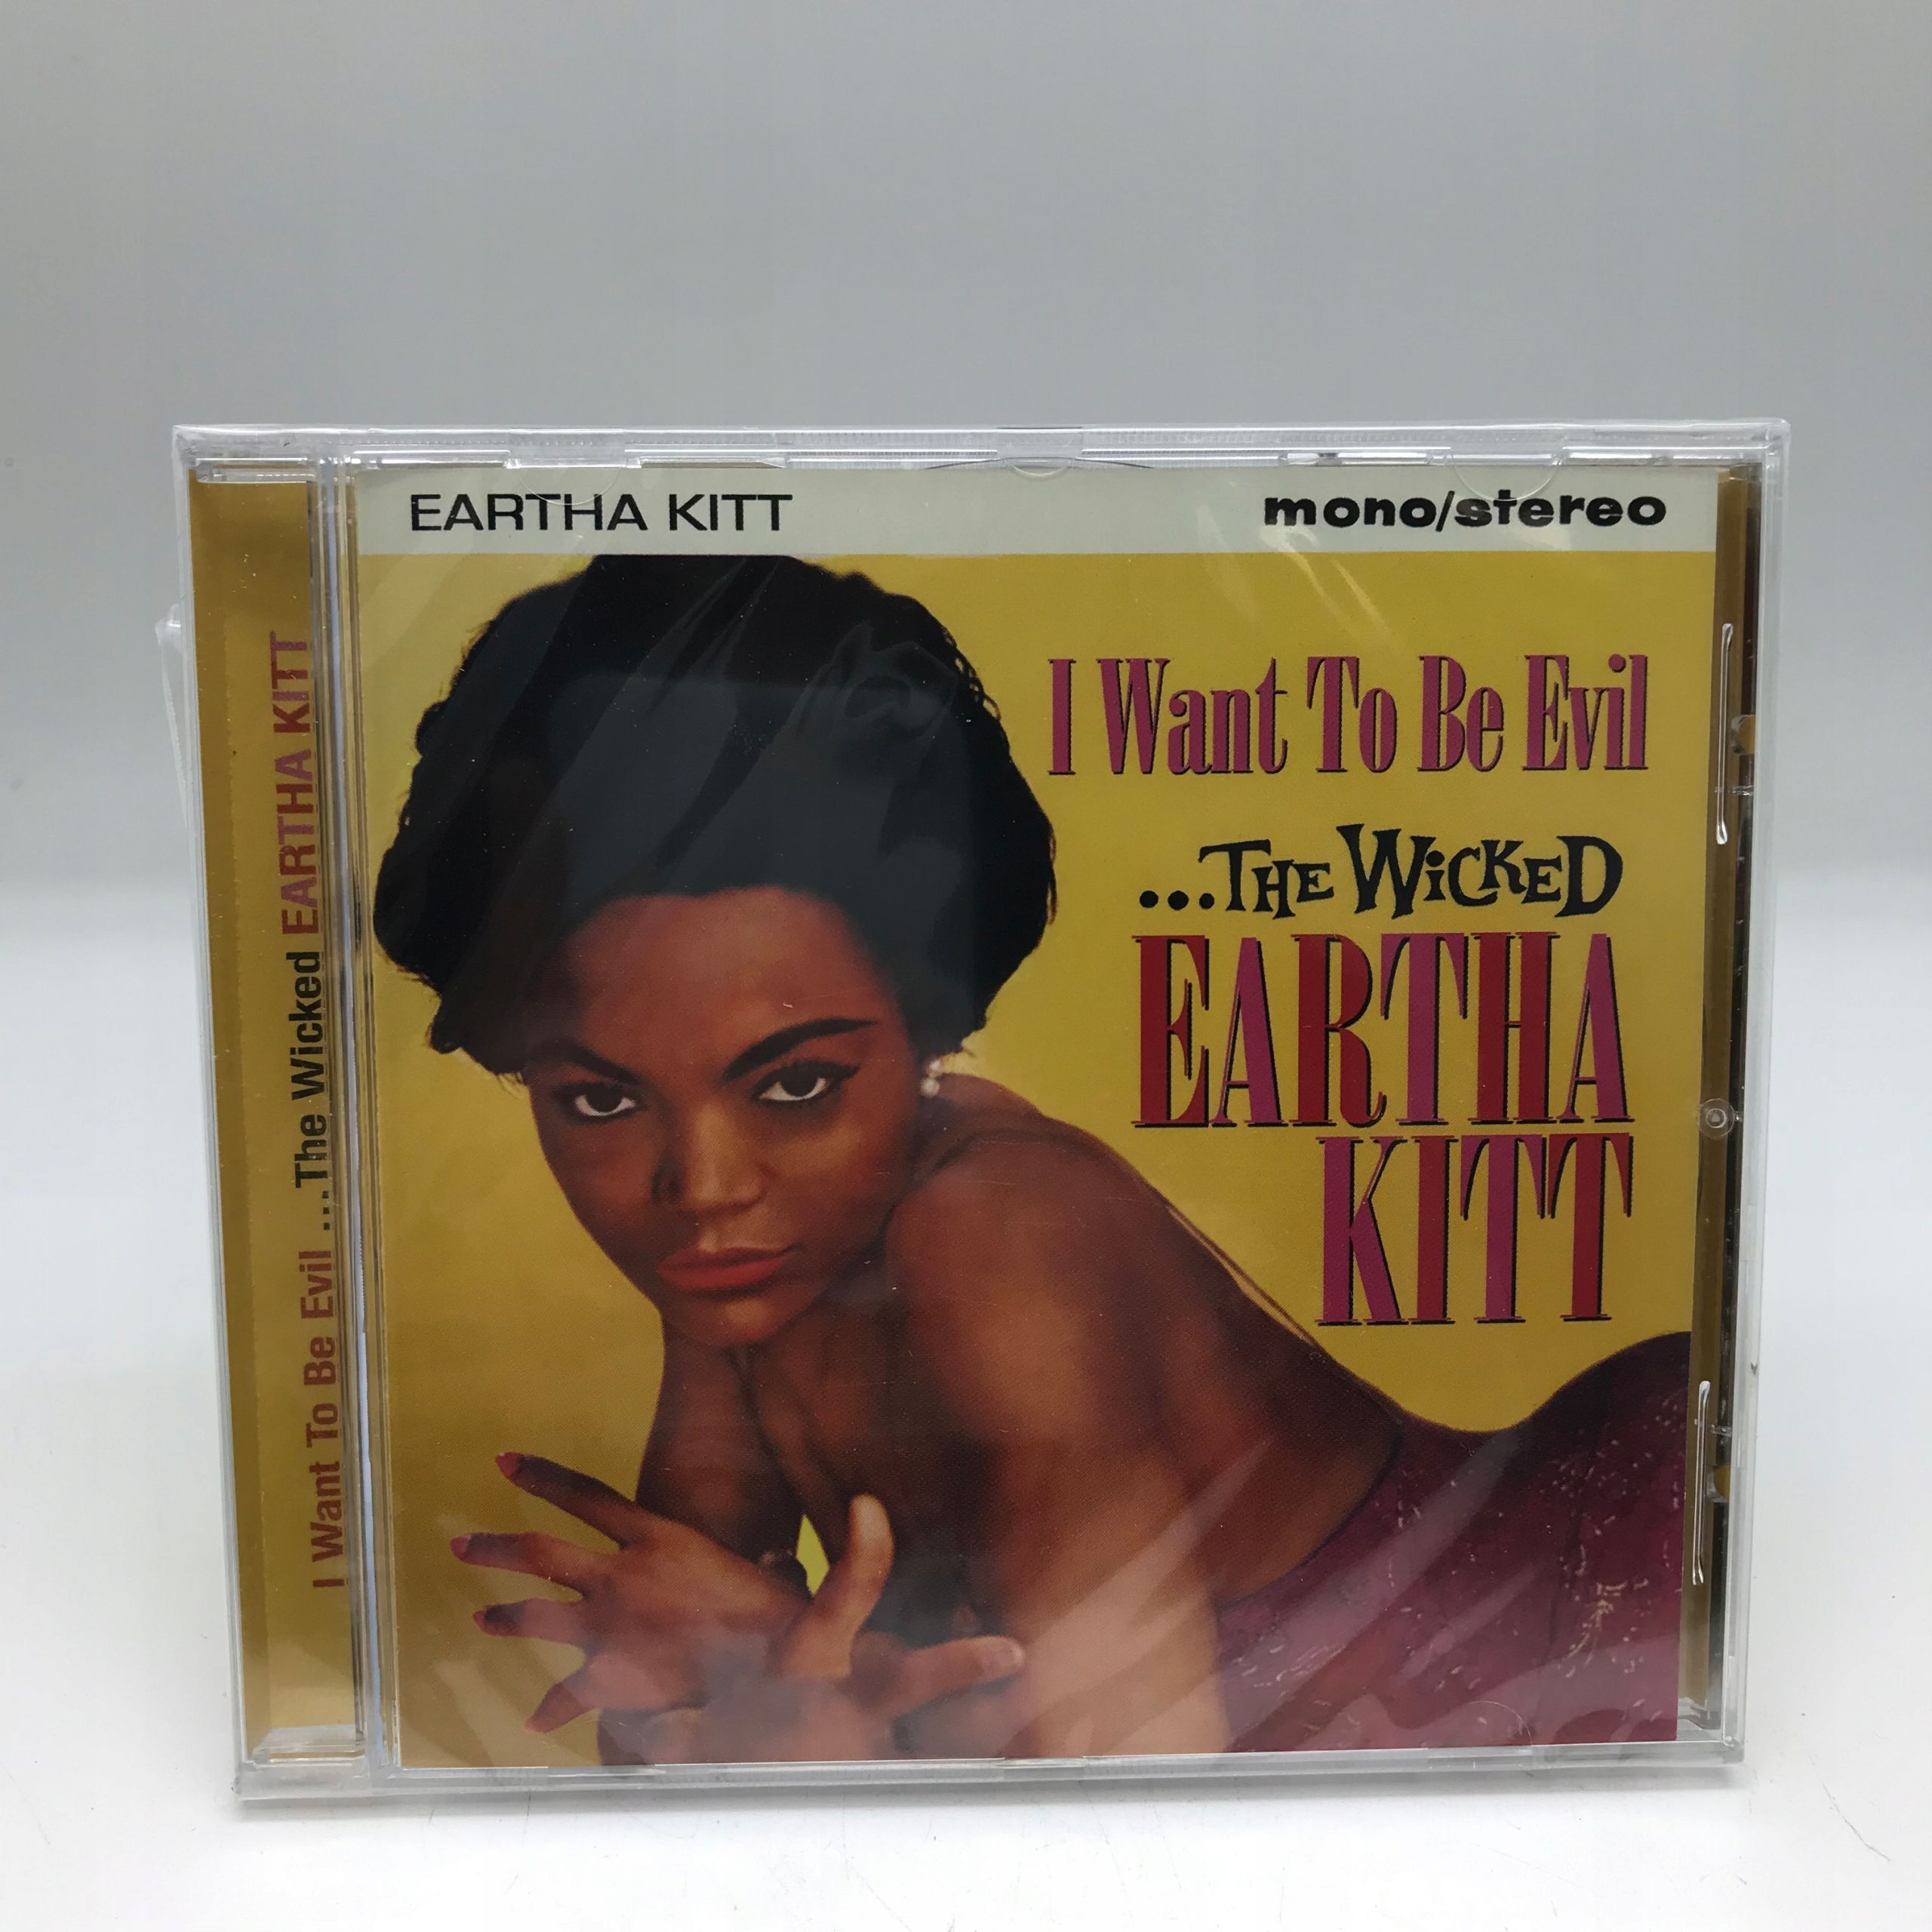 EARTHA KITT
mono/stereo
I Want To Be Evil
...THE WiCKED
EARTHA
KITT
I Want To Be Evil ...The Wicked EARTHA KITT